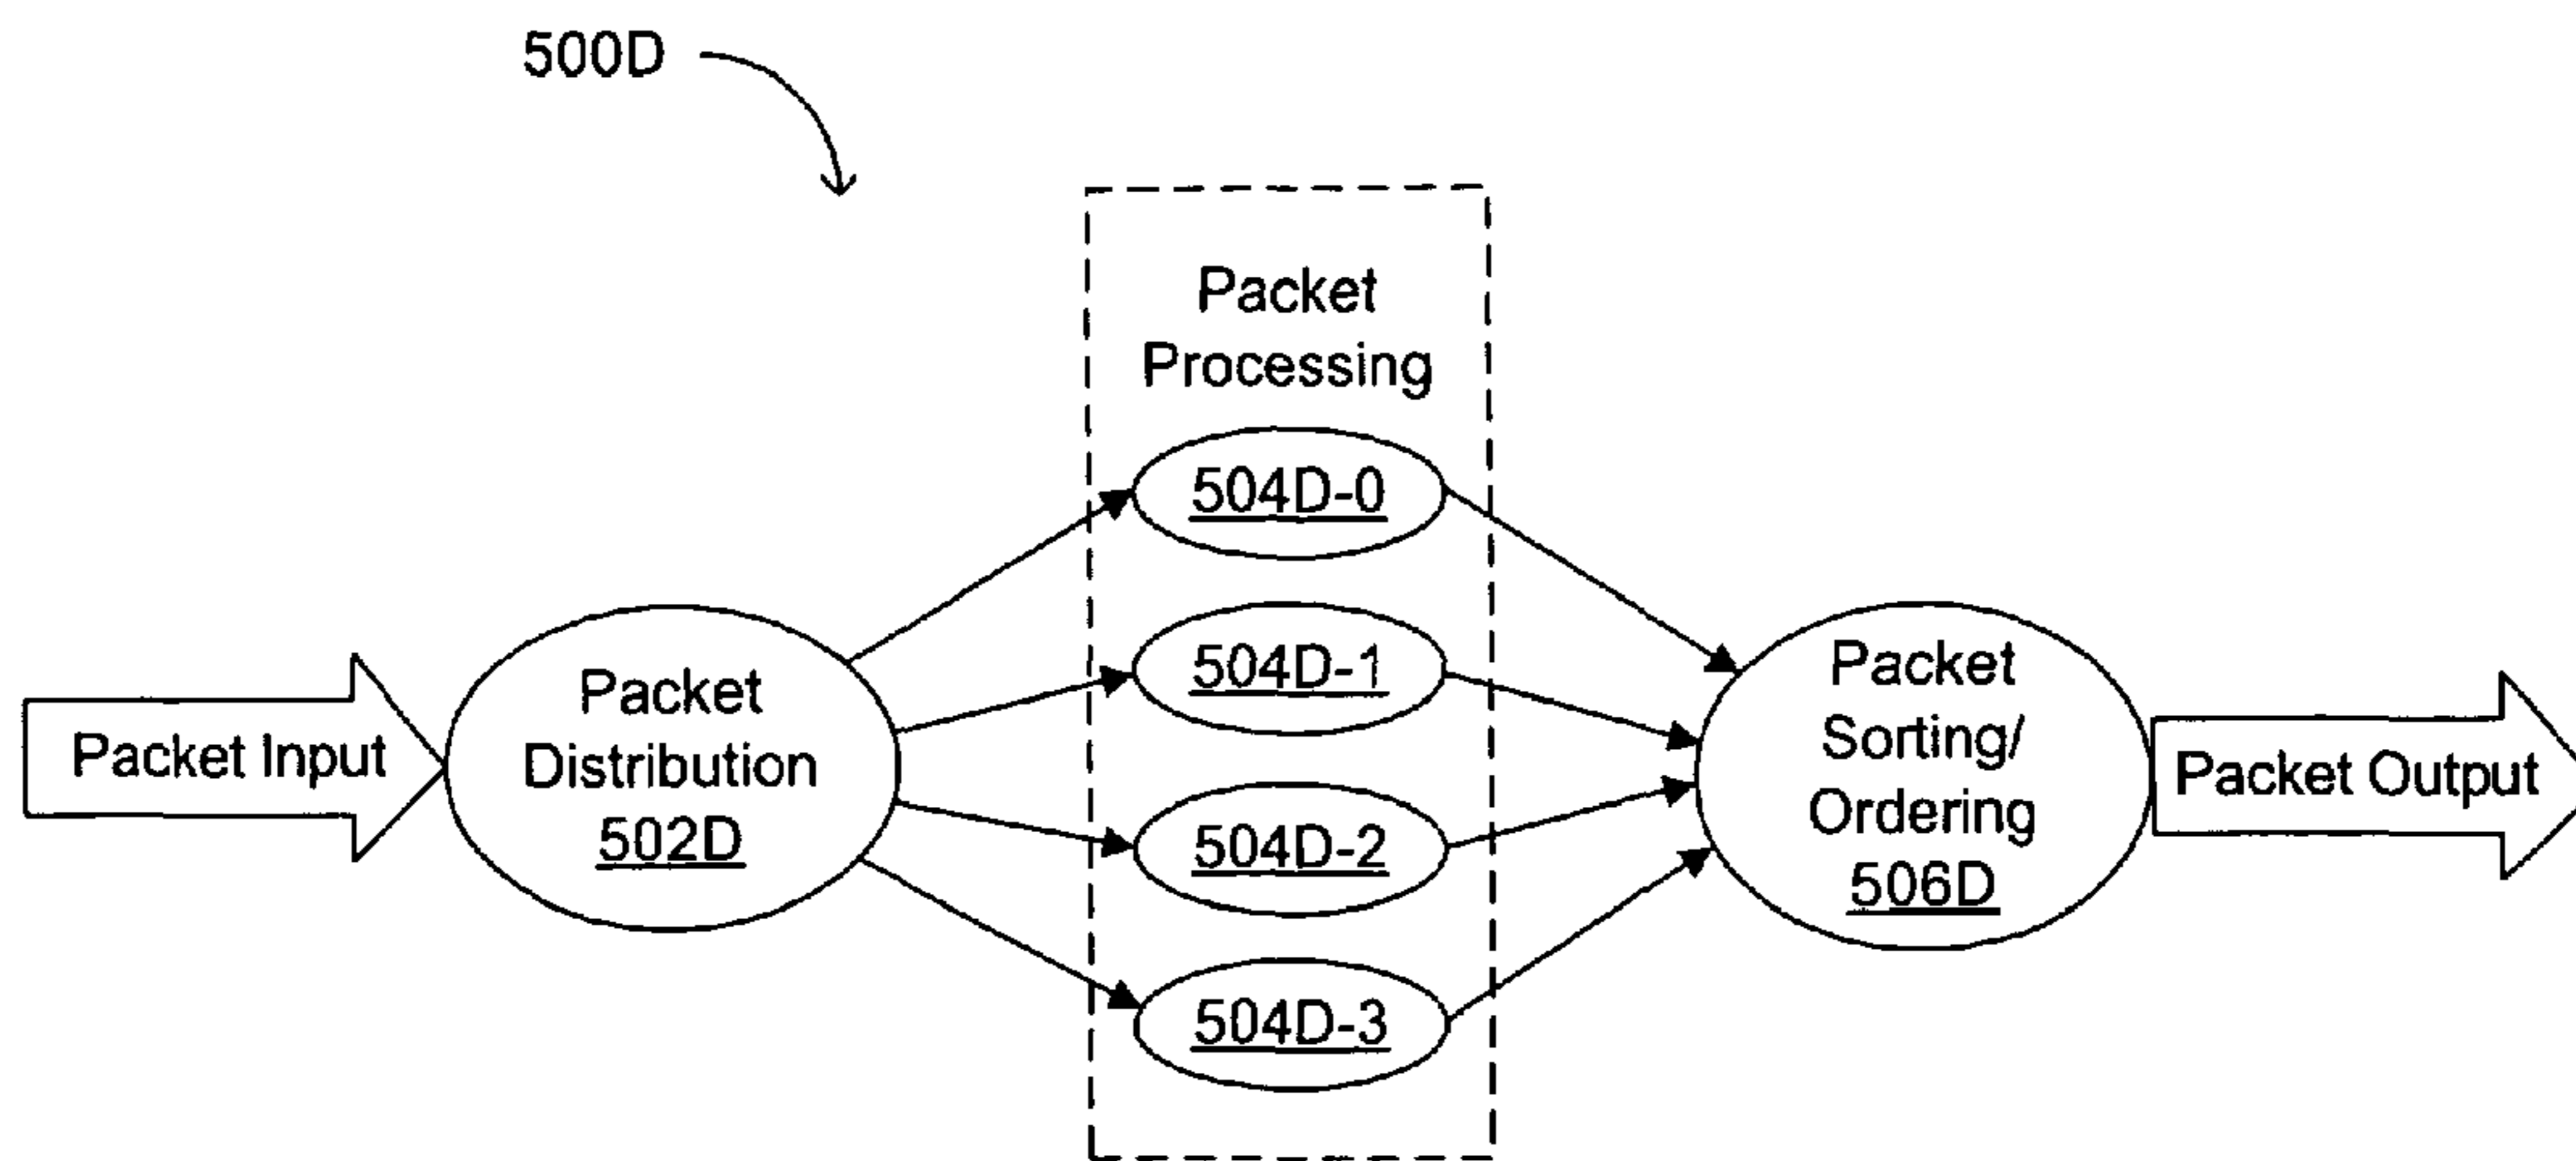 500D
Packet
Processing
504D-0
504D-1
504D-2
504D-3
Packet Input
Packet
Distribution
502D
Packet
Sorting/
Ordering
506D
Packet Output